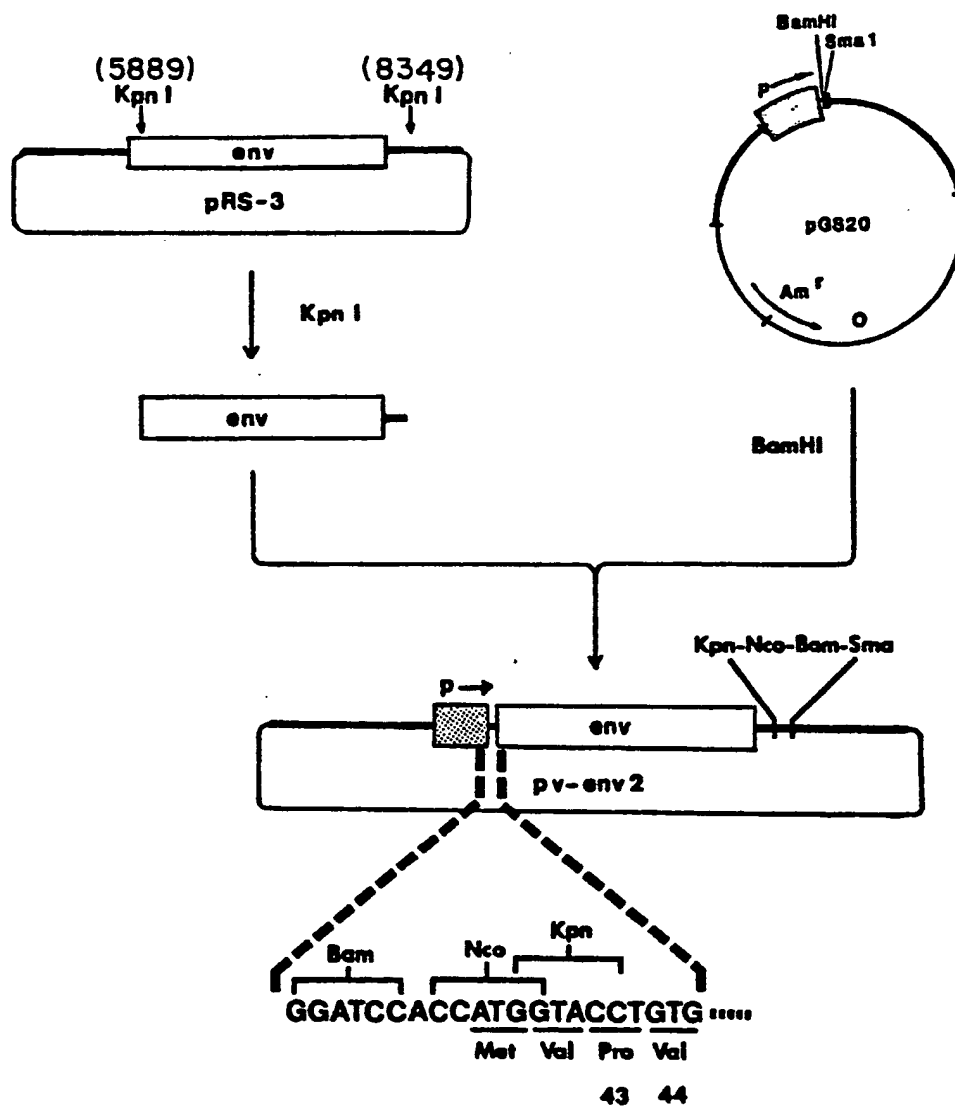 BamHI
Sma1
(5889)
Kpn I
(8349)
Kpn I
P
env
pRS-3
pGS20
Am r
O
Kpn I
env
BamHI
Kpn-Nco-Bam-Sma
P
env
pv-env2
Kpn
Bam
Nco
GGATCCACCATGGTACCTGTG
Met Val Pro Val
43 44